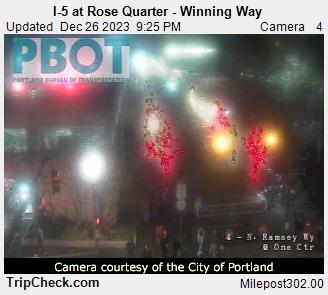 I-5 at Rose Quarter - Winning Way
Updated Dec 26 2023 9:25 PM Camera 4
PBOT
PORTLAND BUREAU OF TRANSPORTATION
4 - N. Ramsey Wy
@ One Ctr
Camera courtesy of the City of Portland
TripCheck.com Milepost302.00